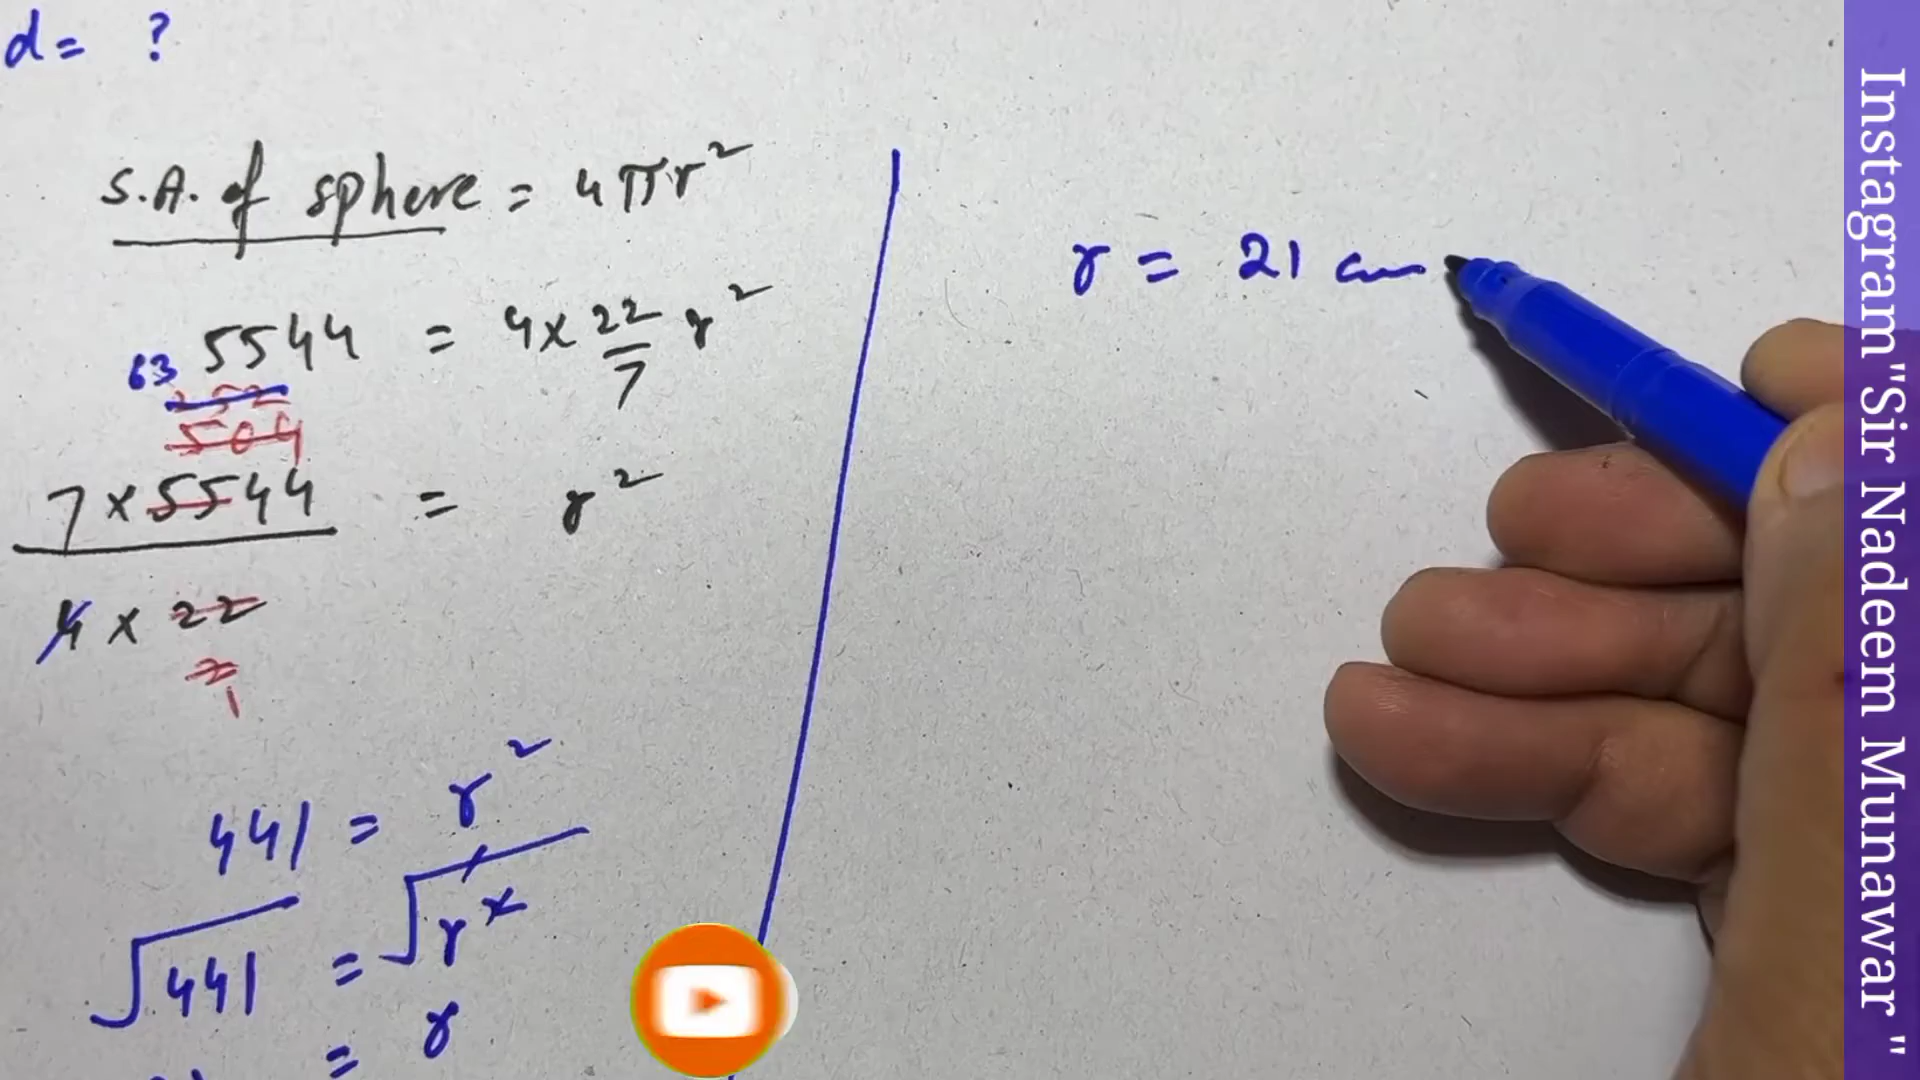 d = ?
S.A. of sphere = 4πr²
5544 = 4 × 22/7 r²
63
252
504
7 × 5544 = r²
4 × 22
2
1
441 = r²
√441 = √r²
= r
r = 21 cm
Instagram "Sir Nadeem Munawar "